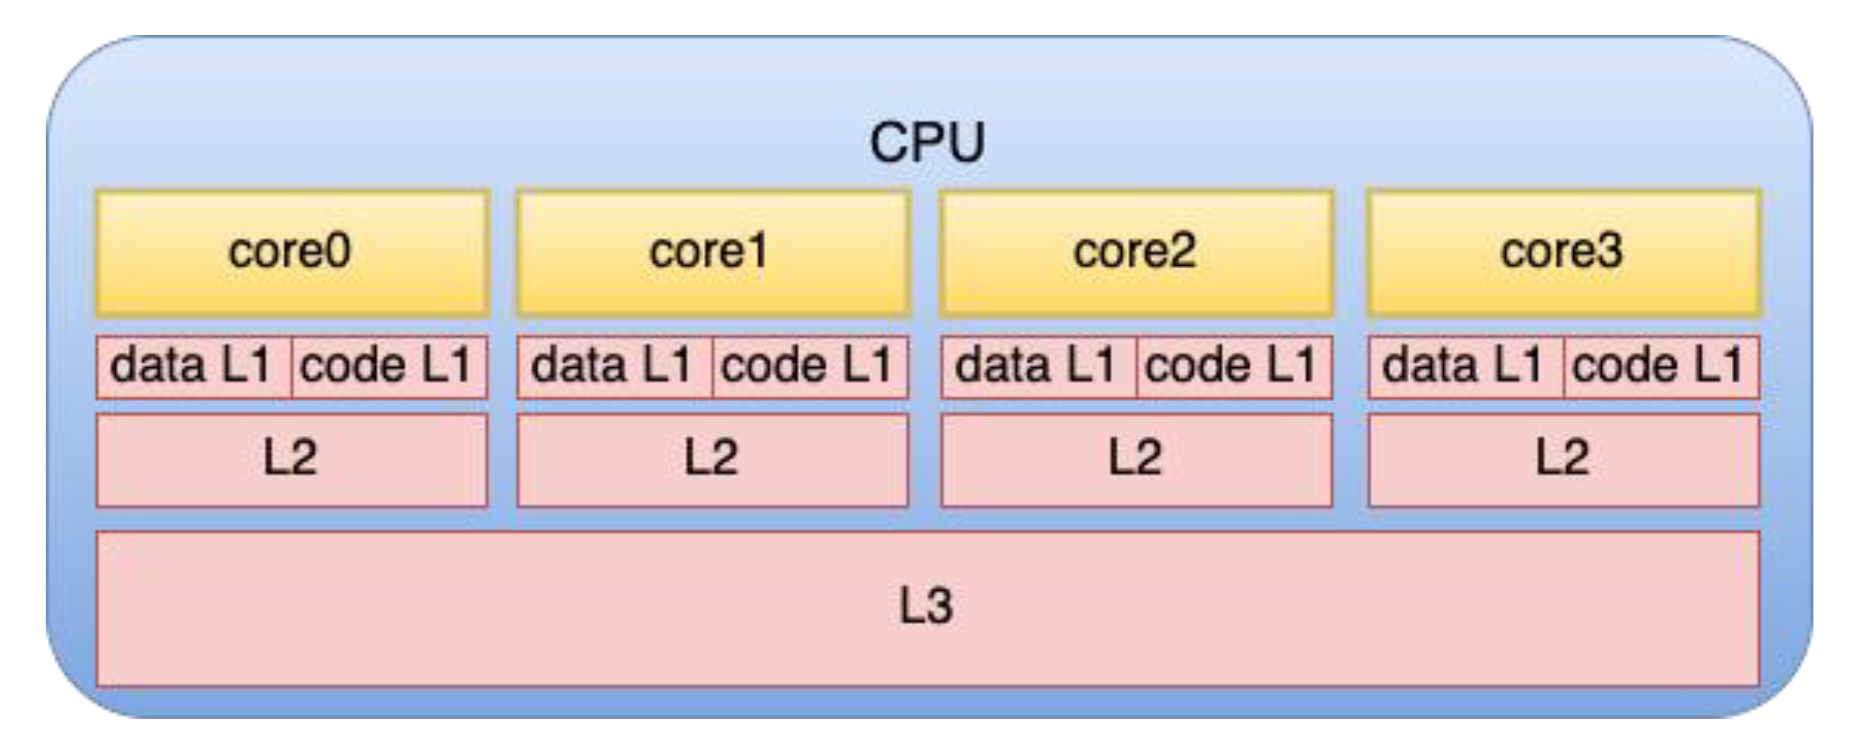 CPU
core0 core1 core2 core3
data L1 code L1 data L1 code L1 data L1 code L1 data L1 code L1
L2 L2 L2 L2
L3